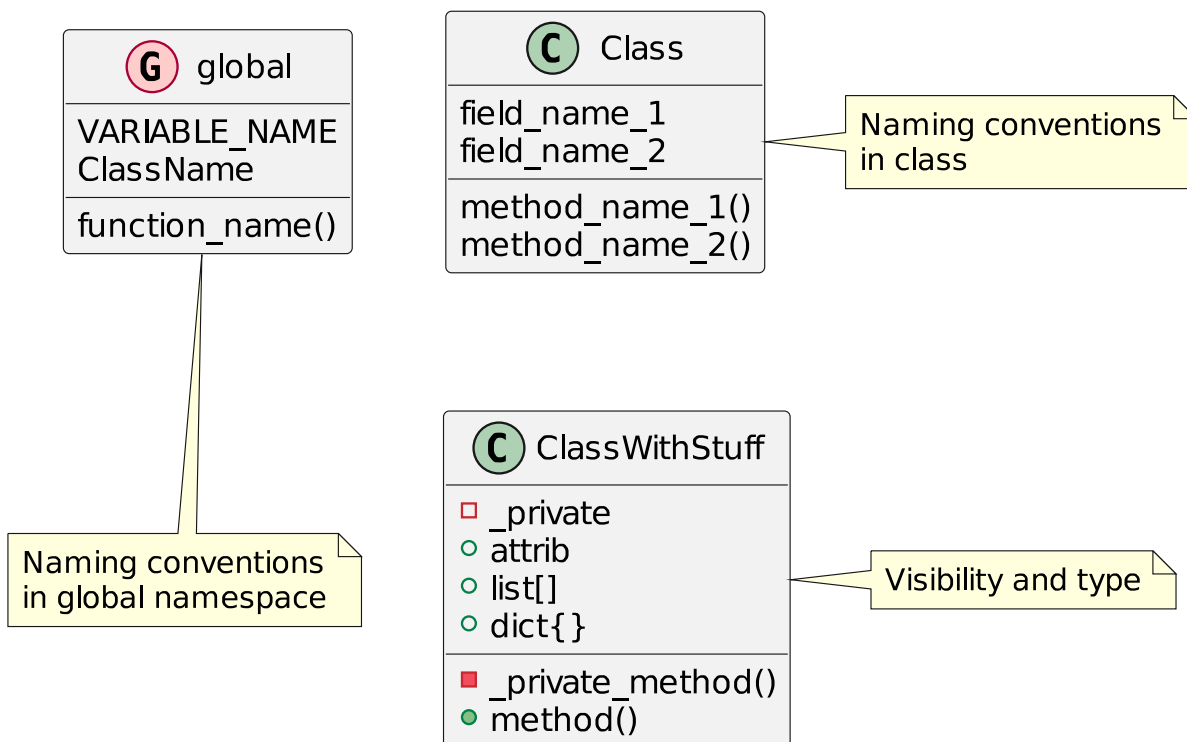 G global
VARIABLE_NAME
ClassName
function_name()
Naming conventions
in global namespace
C Class
field_name_1
field_name_2
method_name_1()
method_name_2()
Naming conventions
in class
C ClassWithStuff
_private
attrib
list[]
dict{}
_private_method()
method()
Visibility and type